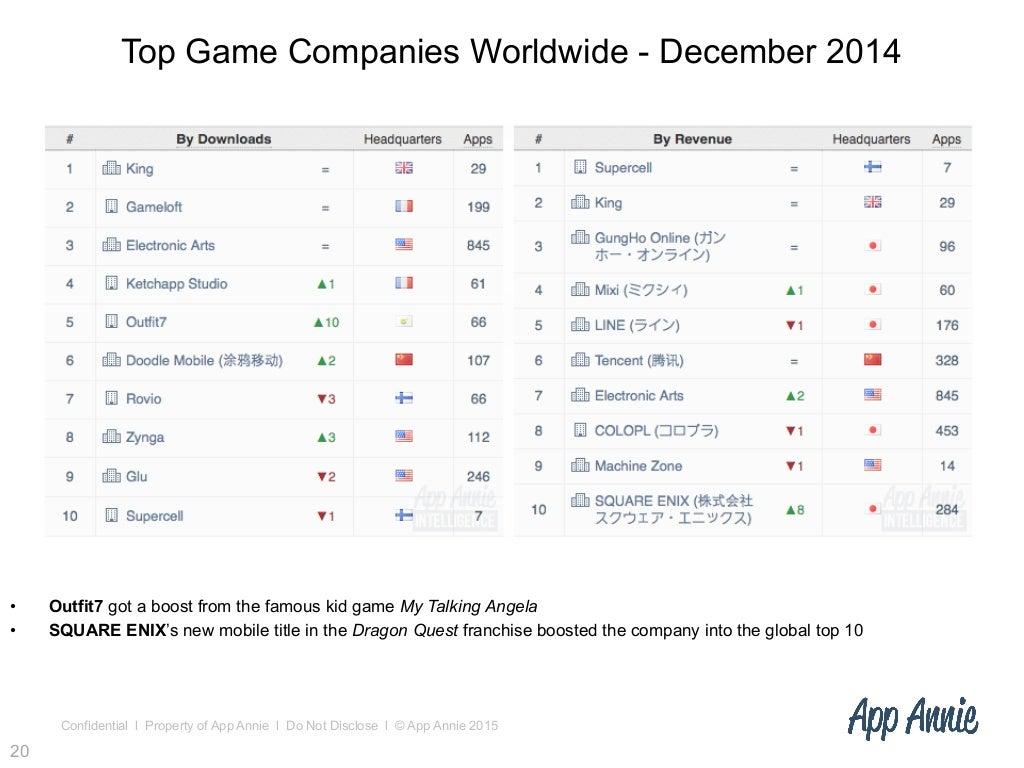 Top Game Companies Worldwide - December 2014
# By Downloads Headquarters Apps
1 King = 29
2 Gameloft = 199
3 Electronic Arts = 845
4 Ketchapp Studio ▲1 61
5 Outfit7 ▲10 66
6 Doodle Mobile (涂鸦移动) ▲2 107
7 Rovio ▼3 66
8 Zynga ▲3 112
9 Glu ▼2 246
10 Supercell ▼1 7
App Annie
INTELLIGENCE
# By Revenue Headquarters Apps
1 Supercell = 7
2 King = 29
3 GungHo Online (ガン
ホー・オンライン) = 96
4 Mixi (ミクシィ) ▲1 60
5 LINE (ライン) ▼1 176
6 Tencent (腾讯) = 328
7 Electronic Arts ▲2 845
8 COLOPL (コロプラ) ▼1 453
9 Machine Zone ▼1 14
10 SQUARE ENIX (株式会社
スクウェア・エニックス) ▲8 284
App Annie
INTELLIGENCE
• Outfit7 got a boost from the famous kid game My Talking Angela
• SQUARE ENIX's new mobile title in the Dragon Quest franchise boosted the company into the global top 10
Confidential I Property of App Annie I Do Not Disclose I © App Annie 2015
App Annie
20